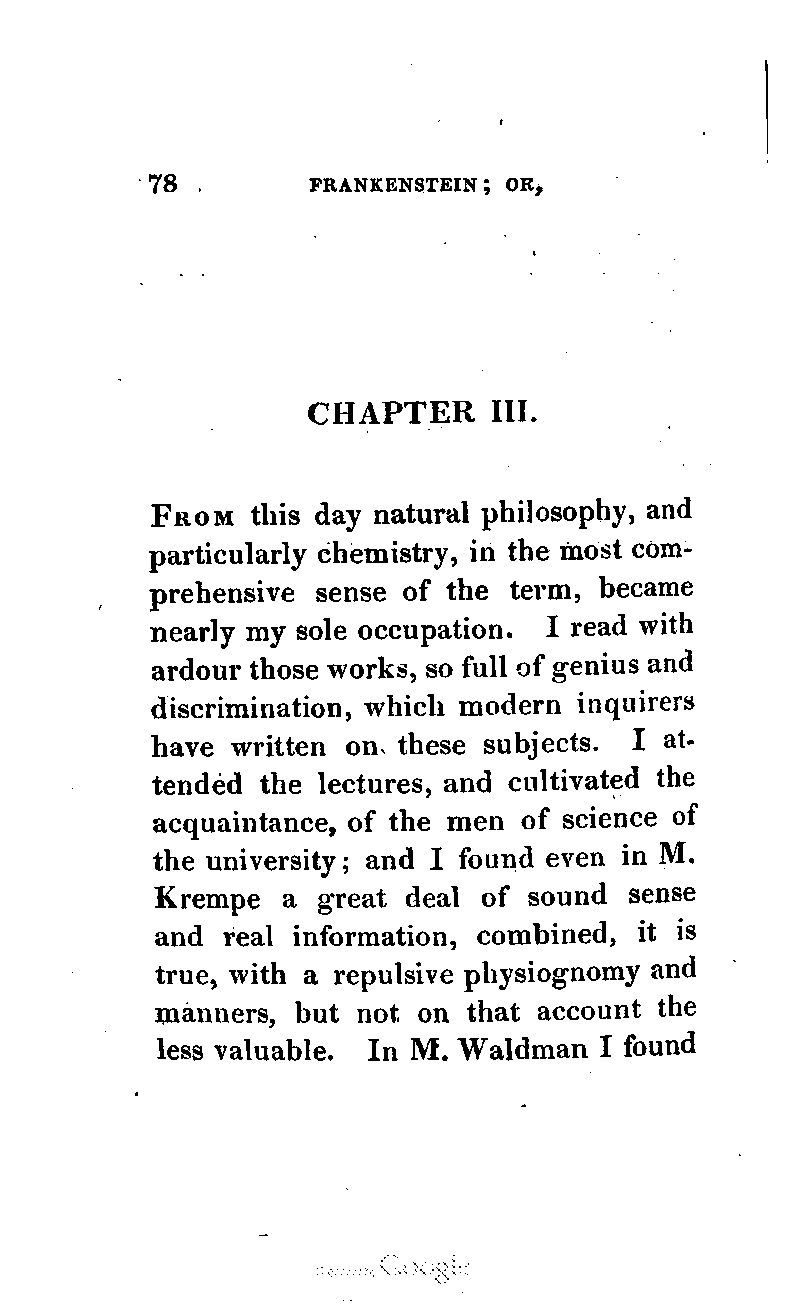 78 FRANKENSTEIN; OR,
CHAPTER III.
FROM this day natural philosophy, and
particularly chemistry, in the most com-
prehensive sense of the term, became
nearly my sole occupation. I read with
ardour those works, so full of genius and
discrimination, which modern inquirers
have written on these subjects. I at-
tended the lectures, and cultivated the
acquaintance, of the men of science of
the university; and I found even in M.
Krempe a great deal of sound sense
and real information, combined, it is
true, with a repulsive physiognomy and
manners, but not on that account the
less valuable. In M. Waldman I found
Google